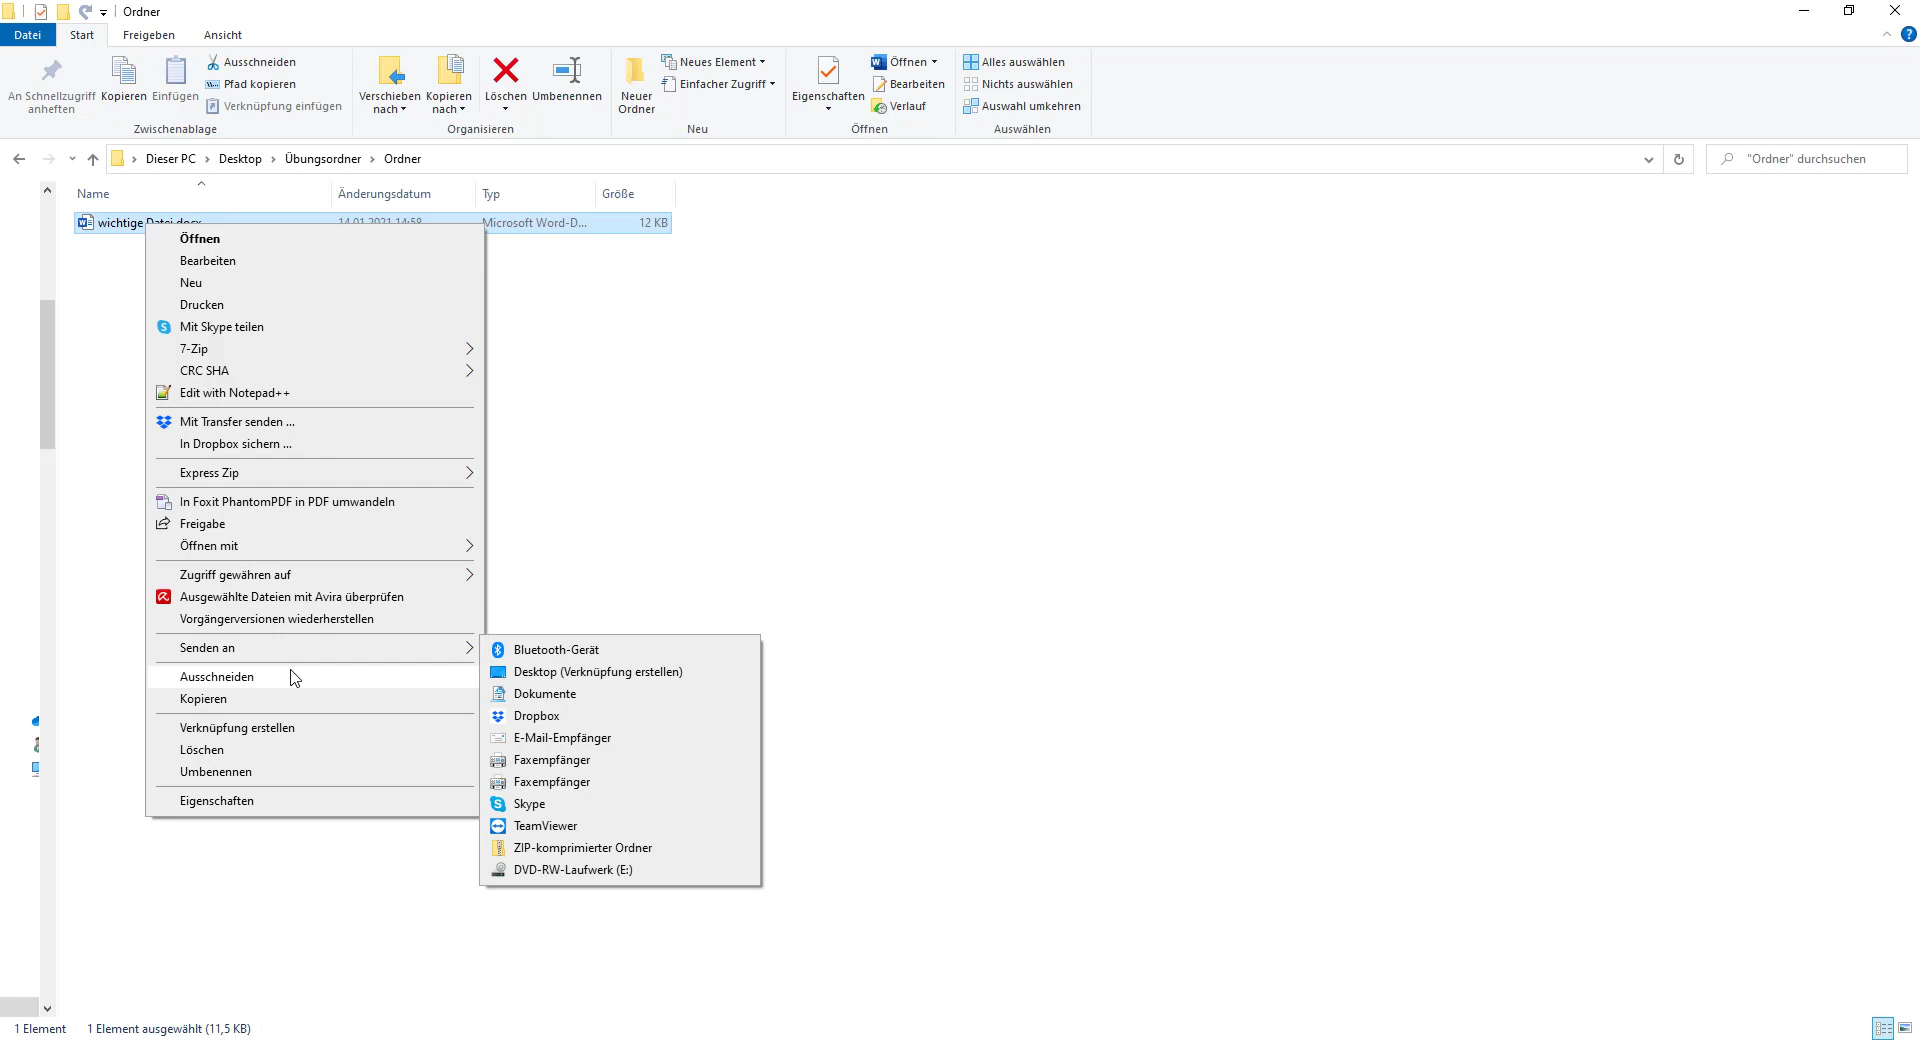 Ordner
Datei Start Freigeben Ansicht
An Schnellzugriff anheften
Kopieren
Einfügen
Ausschneiden
Pfad kopieren
Verknüpfung einfügen
Zwischenablage
Verschieben nach
Kopieren nach
Löschen
Umbenennen
Organisieren
Neuer Ordner
Neues Element
Einfacher Zugriff
Neu
Eigenschaften
Öffnen
Bearbeiten
Verlauf
Öffnen
Alles auswählen
Nichts auswählen
Auswahl umkehren
Auswählen
Dieser PC > Desktop > Übungsordner > Ordner
"Ordner" durchsuchen
Name Änderungsdatum Typ Größe
wichtige Datei.docx 14.01.2021 14:58 Microsoft Word-D... 12 KB
Öffnen
Bearbeiten
Neu
Drucken
Mit Skype teilen
7-Zip
CRC SHA
Edit with Notepad++
Mit Transfer senden ...
In Dropbox sichern ...
Express Zip
In Foxit PhantomPDF in PDF umwandeln
Freigabe
Öffnen mit
Zugriff gewähren auf
Ausgewählte Dateien mit Avira überprüfen
Vorgängerversionen wiederherstellen
Senden an
Ausschneiden
Kopieren
Verknüpfung erstellen
Löschen
Umbenennen
Eigenschaften
Bluetooth-Gerät
Desktop (Verknüpfung erstellen)
Dokumente
Dropbox
E-Mail-Empfänger
Faxempfänger
Faxempfänger
Skype
TeamViewer
ZIP-komprimierter Ordner
DVD-RW-Laufwerk (E:)
1 Element 1 Element ausgewählt (11,5 KB)